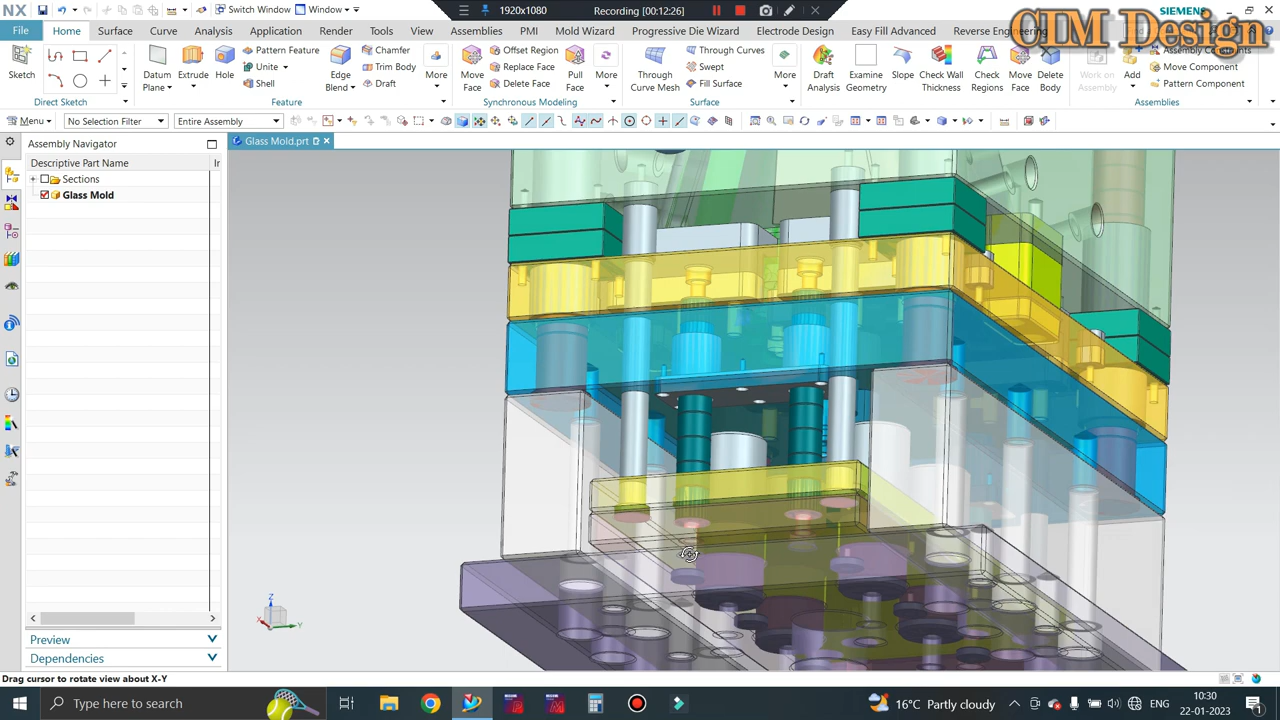 NX
Switch Window
Window
1920x1080
Recording [00:12:26]
SIEMENS
CIM Design
File
Home
Surface
Curve
Analysis
Application
Render
Tools
View
Assemblies
PMI
Mold Wizard
Progressive Die Wizard
Electrode Design
Easy Fill Advanced
Reverse Engineering
Sketch
Direct Sketch
Datum
Plane
Extrude
Hole
Pattern Feature
Unite
Shell
Edge
Blend
Chamfer
Trim Body
Draft
More
Feature
Move
Face
Offset Region
Replace Face
Delete Face
Pull
Face
More
Synchronous Modeling
Through
Curve Mesh
Through Curves
Swept
Fill Surface
More
Surface
Draft
Analysis
Examine
Geometry
Slope
Check Wall
Thickness
Check
Regions
Move
Face
Delete
Body
Work on
Assembly
Add
Assembly Constraints
Move Component
Pattern Component
Assemblies
Menu
No Selection Filter
Entire Assembly
Assembly Navigator
Descriptive Part Name
Ir
Sections
Glass Mold
Glass Mold.prt
Preview
Dependencies
Z
X
Y
Drag cursor to rotate view about X-Y
Type here to search
16°C Partly cloudy
ENG
10:30
22-01-2023
1